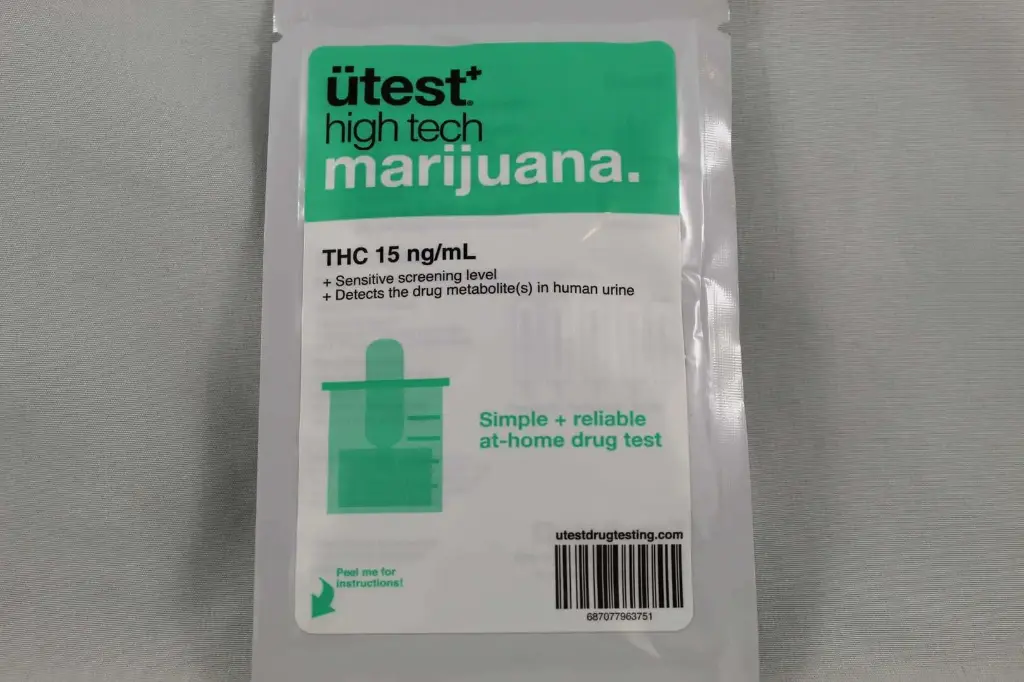 ütest+®
high tech
marijuana.
THC 15 ng/mL
+ Sensitive screening level
+ Detects the drug metabolite(s) in human urine
Simple + reliable
at-home drug test
utestdrugtesting.com
687077963751
Peel me for
instructions!